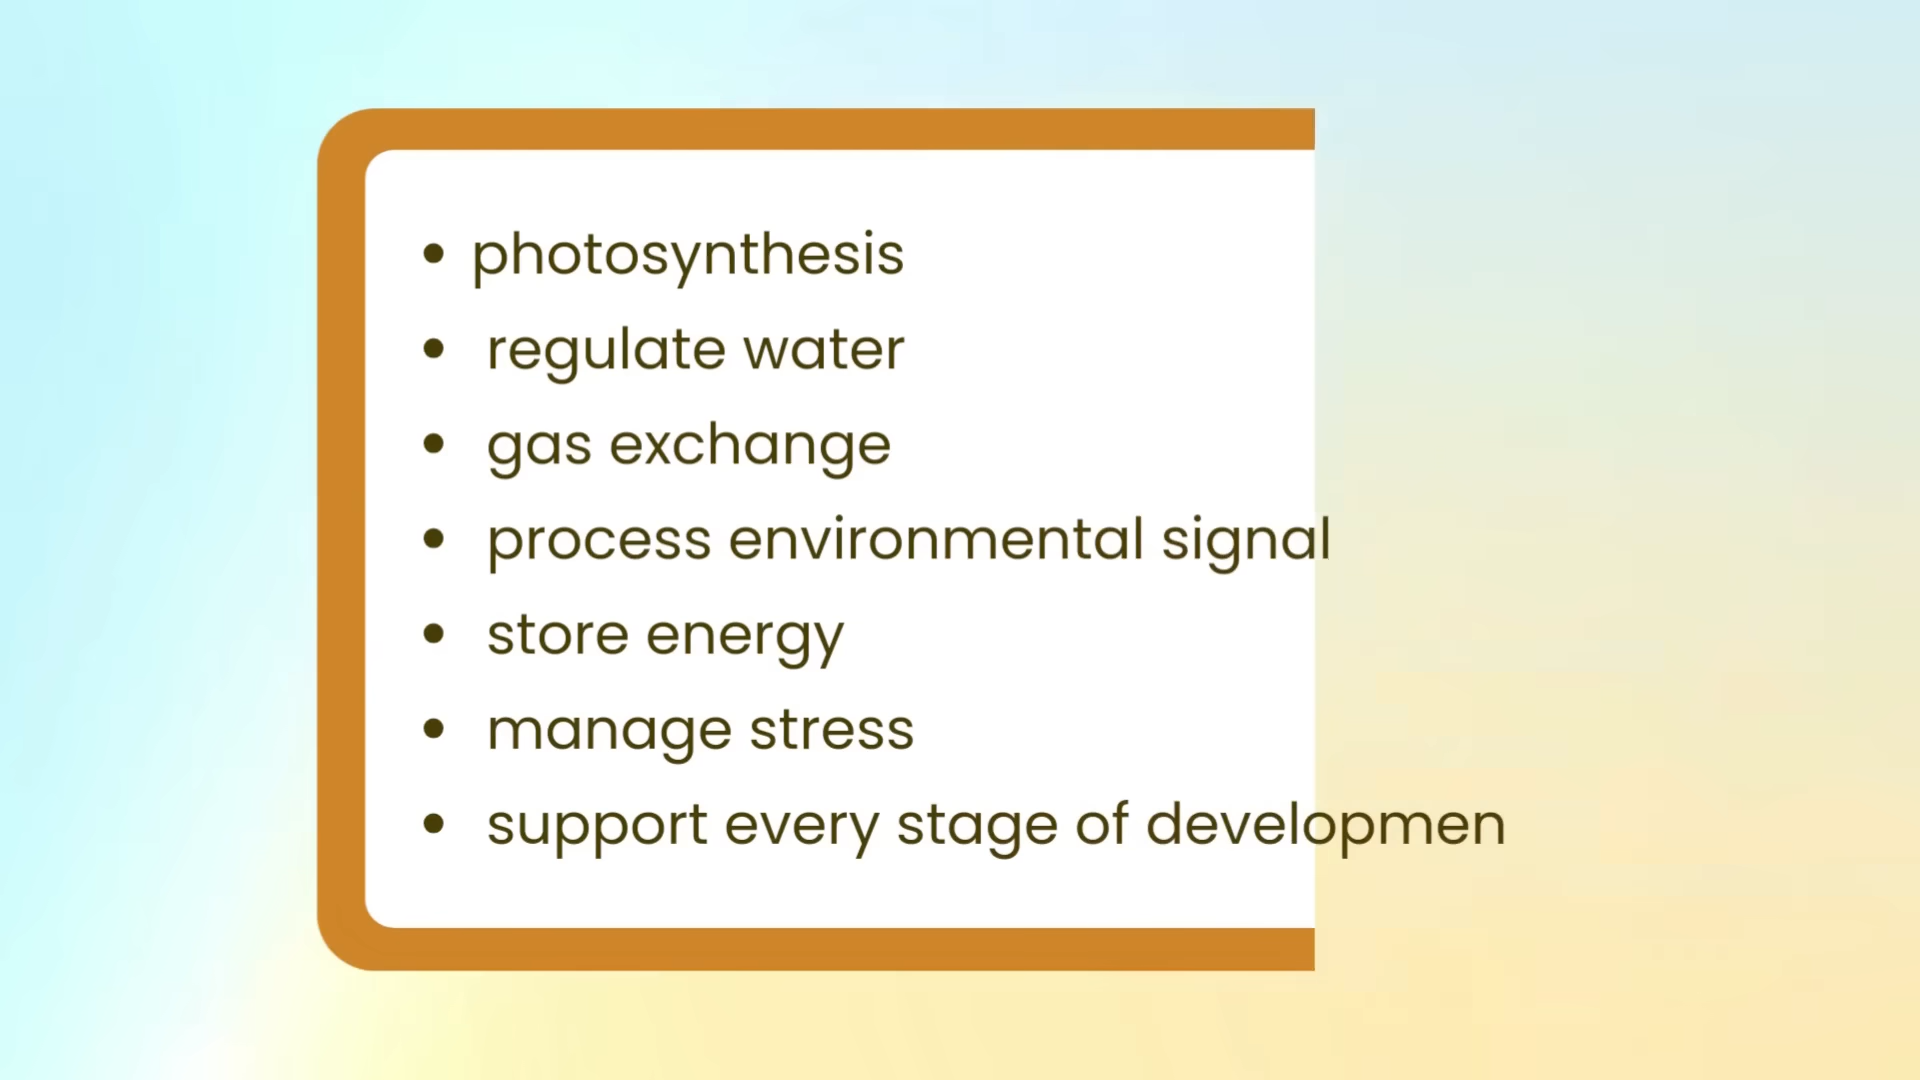 • photosynthesis
• regulate water
• gas exchange
• process environmental signal
• store energy
• manage stress
• support every stage of developmen